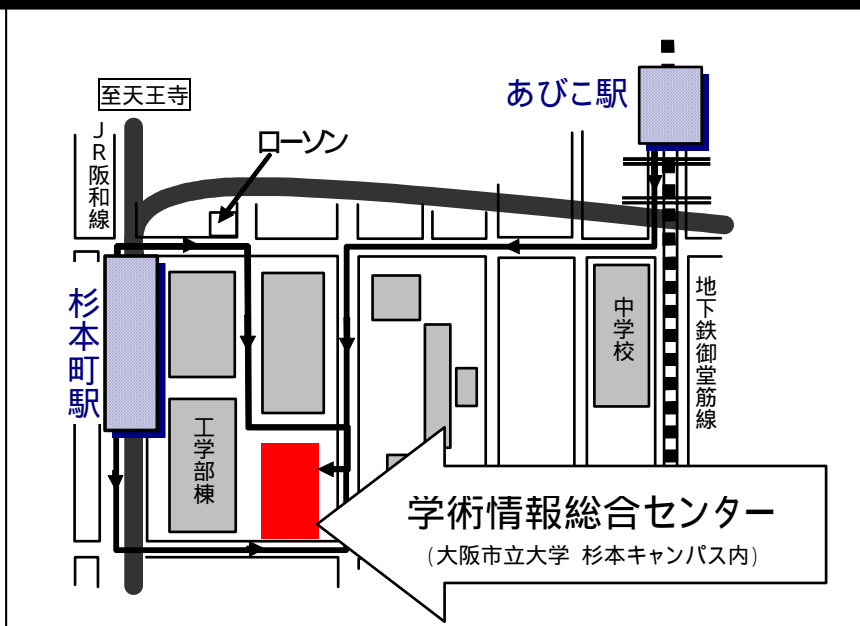 至天王寺
あびこ駅
JR阪和線
ローソン
杉本町駅
中学校
地下鉄御堂筋線
工学部棟
学術情報総合センター
(大阪市立大学 杉本キャンパス内)